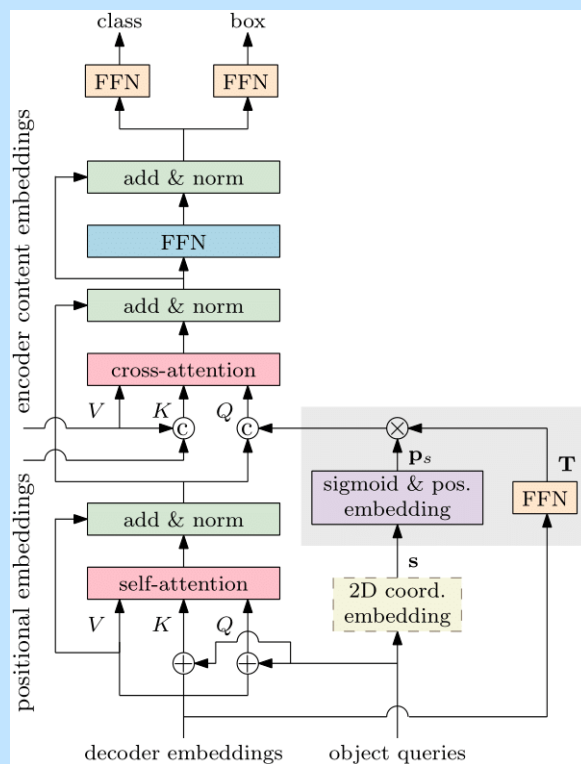 class
box
FFN
FFN
add & norm
FFN
add & norm
cross-attention
V
K
Q
c
c
×
encoder content embeddings
p_s
T
sigmoid & pos.
embedding
FFN
add & norm
s
self-attention
2D coord.
embedding
V
K
Q
+
+
positional embeddings
decoder embeddings
object queries